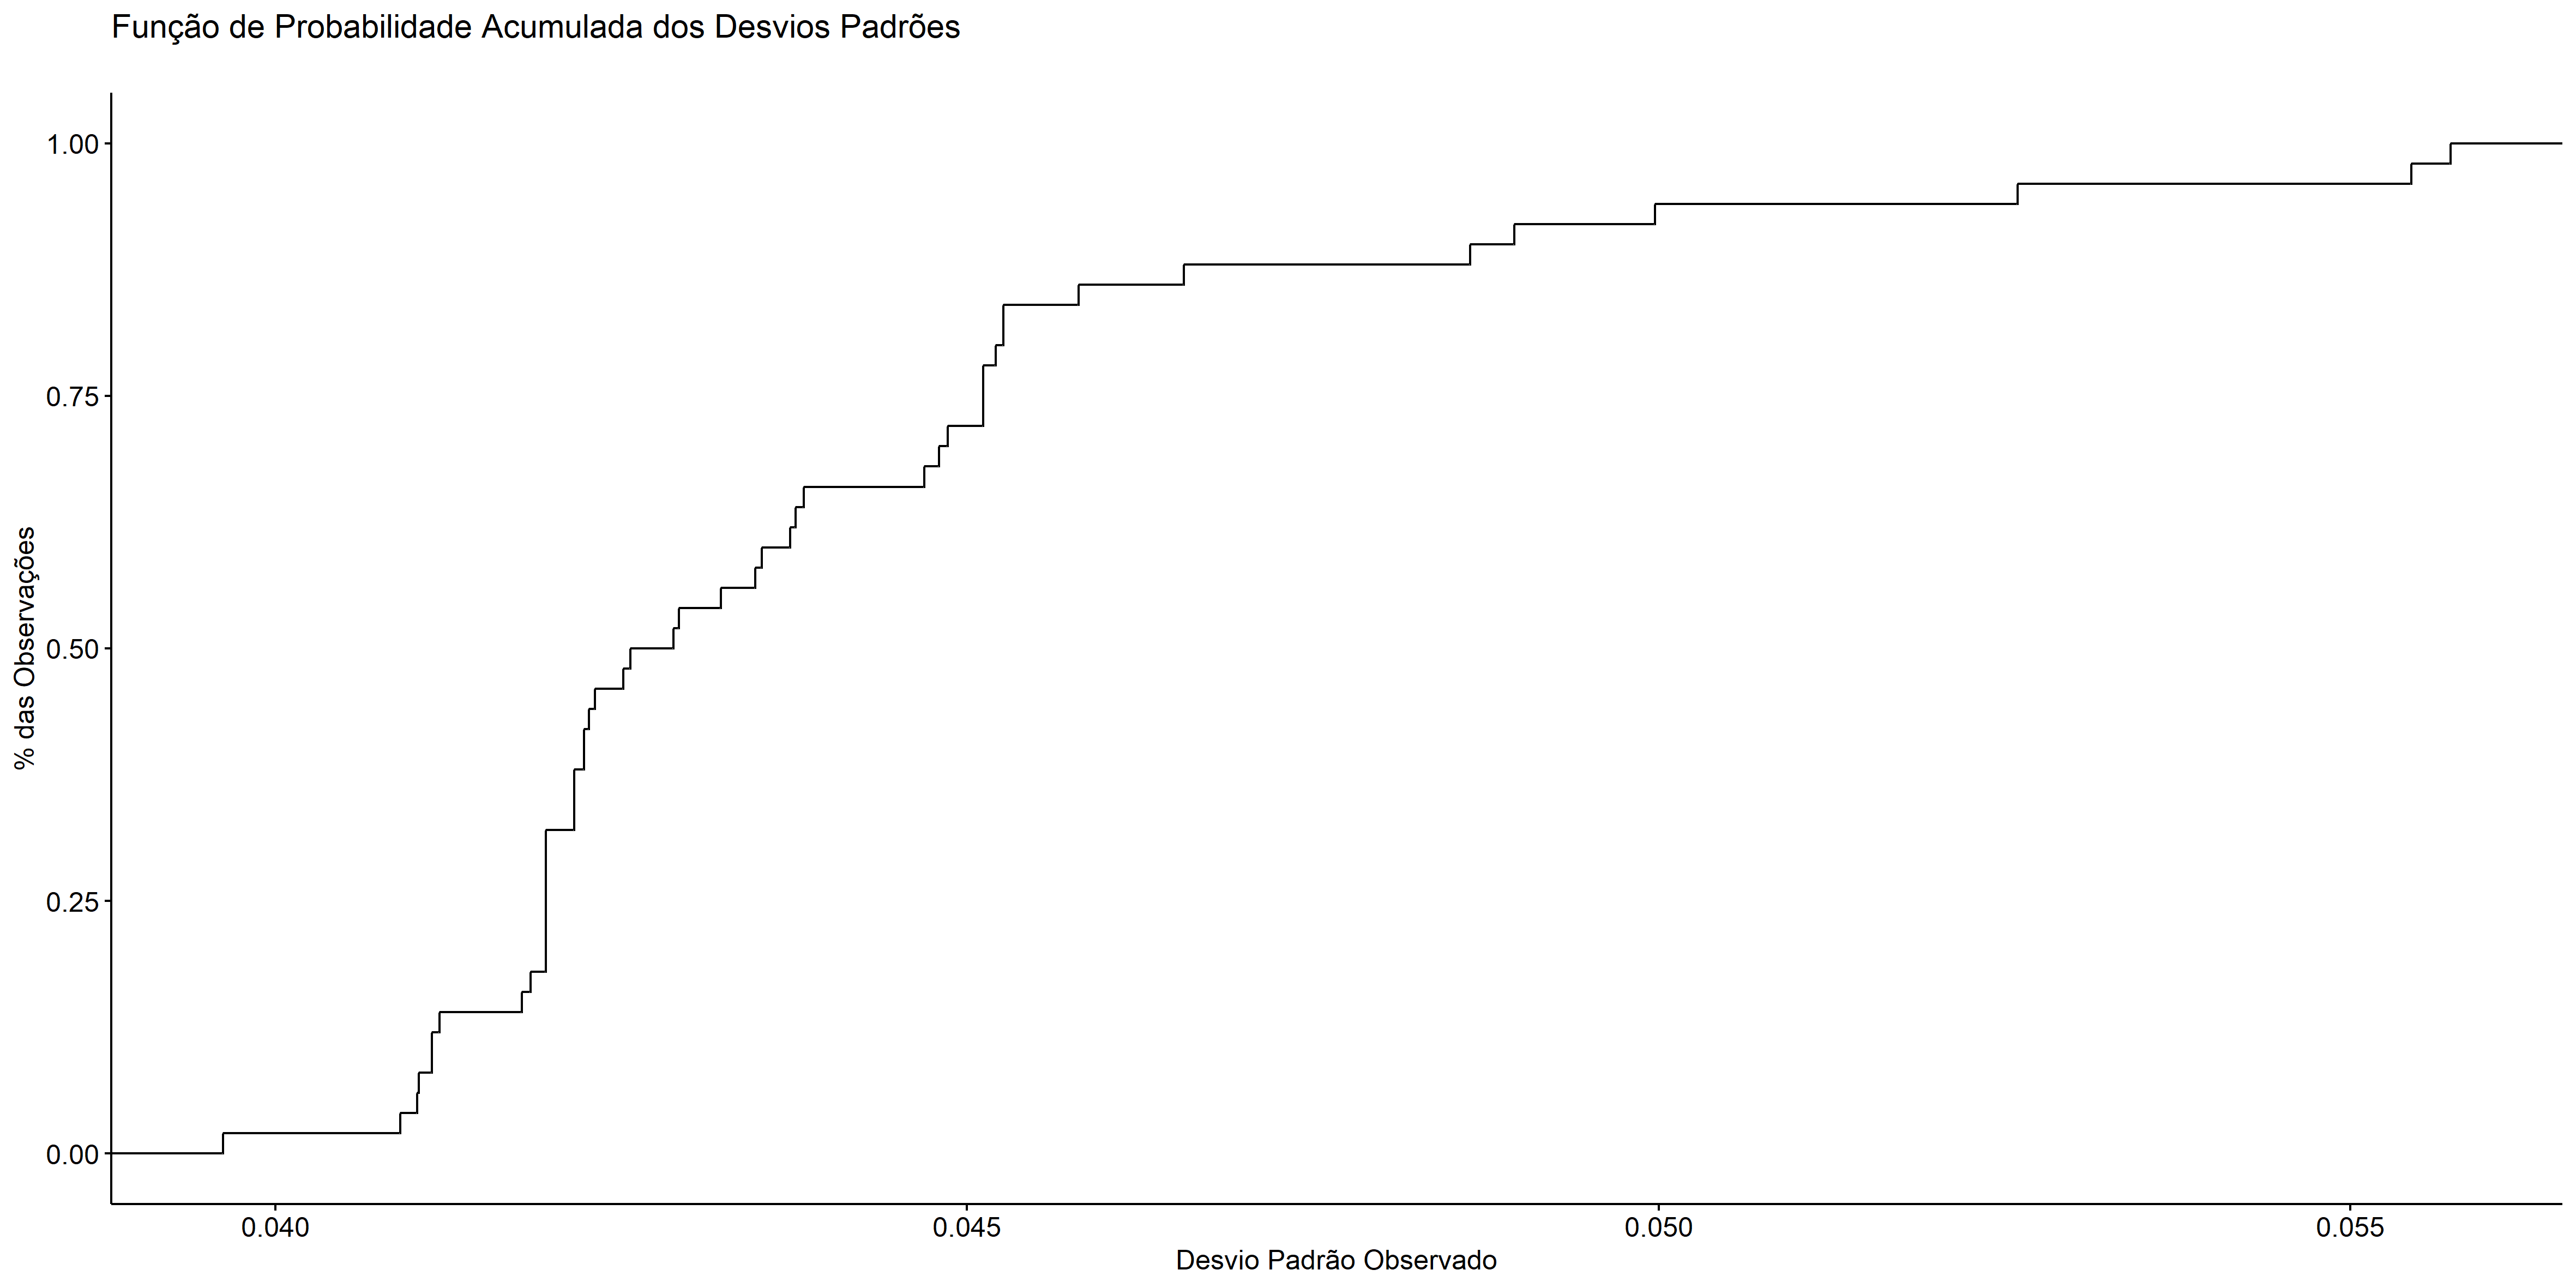 Função de Probabilidade Acumulada dos Desvios Padrões
1.00
0.75
0.50
0.25
0.00
% das Observações
0.040 0.045 0.050 0.055
Desvio Padrão Observado